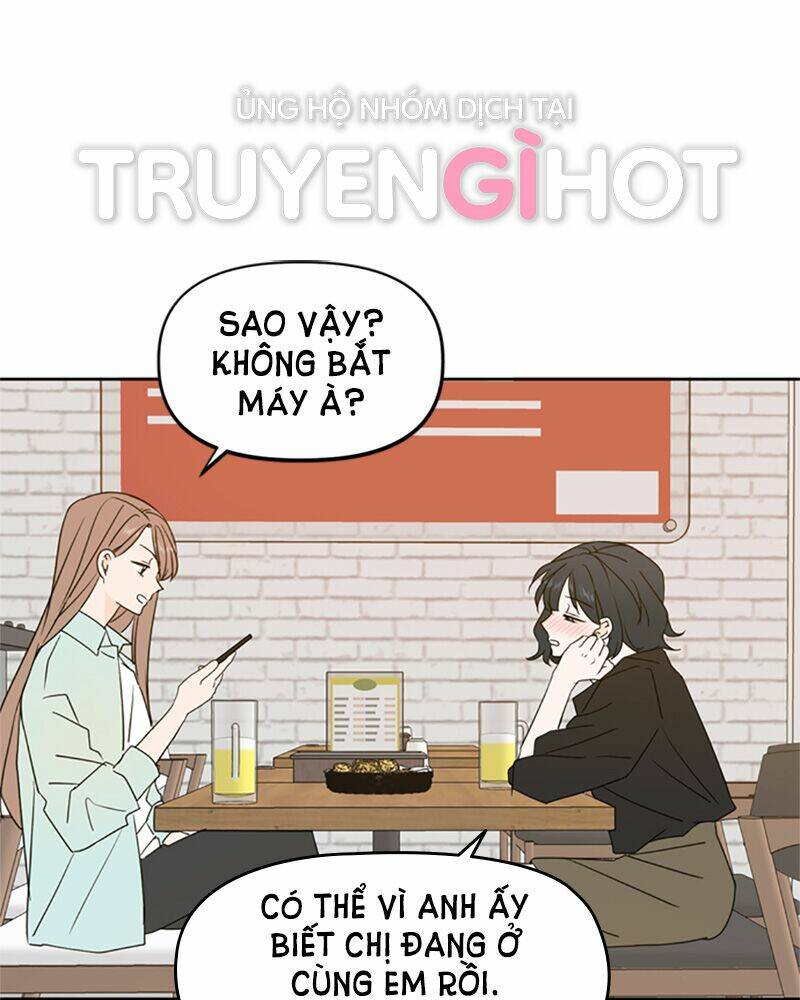 ỦNG HỘ NHÓM DỊCH TẠI
TRUYENGÌHOT
SAO VẬY?
KHÔNG BẮT
MÁY À?
CÓ THỂ VÌ ANH ẤY
BIẾT CHỊ ĐANG Ở
CÙNG EM RỒI.